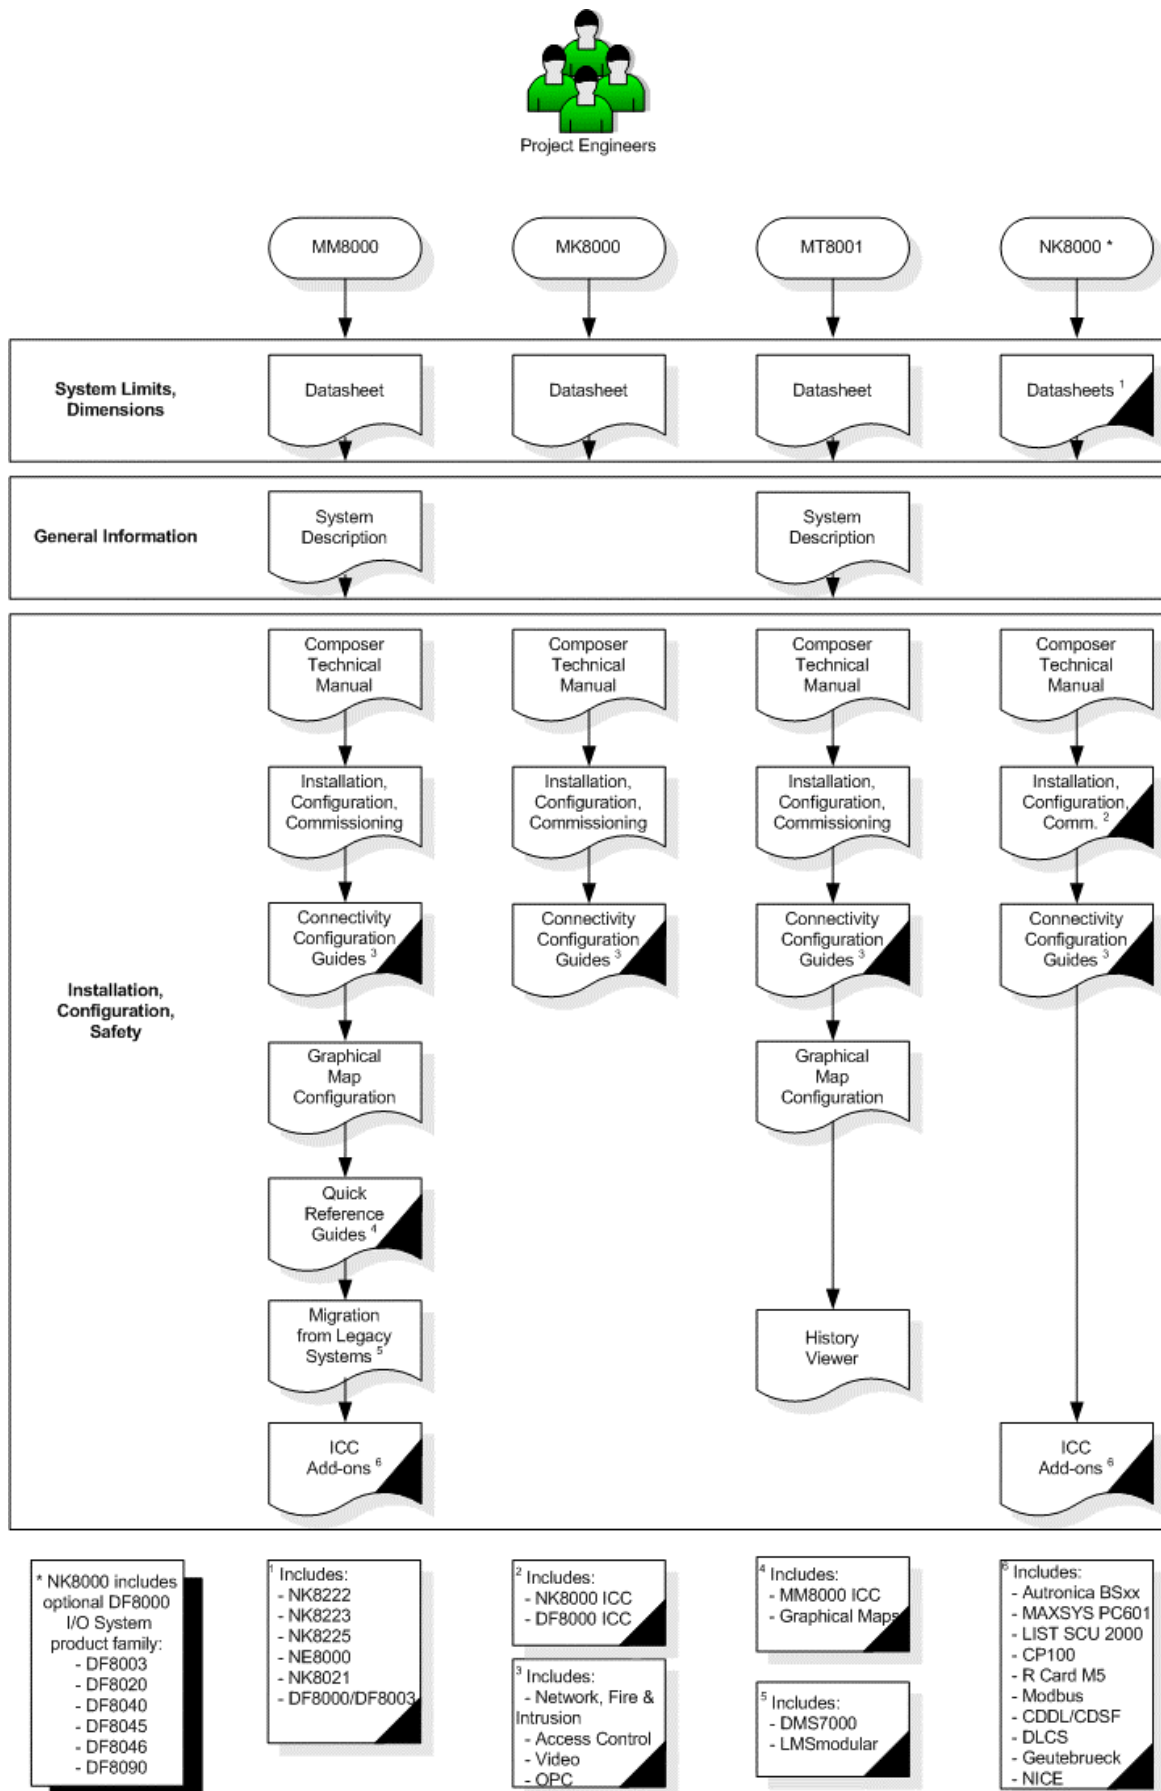 Project Engineers
MM8000
MK8000
MT8001
NK8000 *
System Limits,
Dimensions
Datasheet
Datasheet
Datasheet
Datasheets 1
General Information
System
Description
System
Description
Installation,
Configuration,
Safety
Composer
Technical
Manual
Composer
Technical
Manual
Composer
Technical
Manual
Composer
Technical
Manual
Installation,
Configuration,
Commissioning
Installation,
Configuration,
Commissioning
Installation,
Configuration,
Commissioning
Installation,
Configuration,
Comm. 2
Connectivity
Configuration
Guides 3
Connectivity
Configuration
Guides 3
Connectivity
Configuration
Guides 3
Connectivity
Configuration
Guides 3
Graphical
Map
Configuration
Graphical
Map
Configuration
Quick
Reference
Guides 4
Migration
from Legacy
Systems 5
History
Viewer
ICC
Add-ons 6
ICC
Add-ons 6
* NK8000 includes
optional DF8000
I/O System
product family:
- DF8003
- DF8020
- DF8040
- DF8045
- DF8046
- DF8090
1 Includes:
- NK8222
- NK8223
- NK8225
- NE8000
- NK8021
- DF8000/DF8003
2 Includes:
- NK8000 ICC
- DF8000 ICC
3 Includes:
- Network, Fire &
Intrusion
- Access Control
- Video
- OPC
4 Includes:
- MM8000 ICC
- Graphical Maps
5 Includes:
- DMS7000
- LMSmodular
6 Includes:
- Autronica BSxx
- MAXSYS PC601
- LIST SCU 2000
- CP100
- R Card M5
- Modbus
- CDDL/CDSF
- DLCS
- Geutebrueck
- NICE